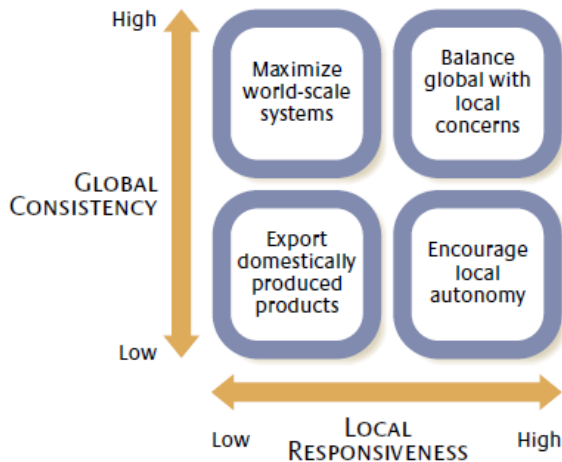 High
Maximize
world-scale
systems
Balance
global with
local
concerns
GLOBAL
CONSISTENCY
Export
domestically
produced
products
Encourage
local
autonomy
Low
Low
LOCAL
RESPONSIVENESS
High